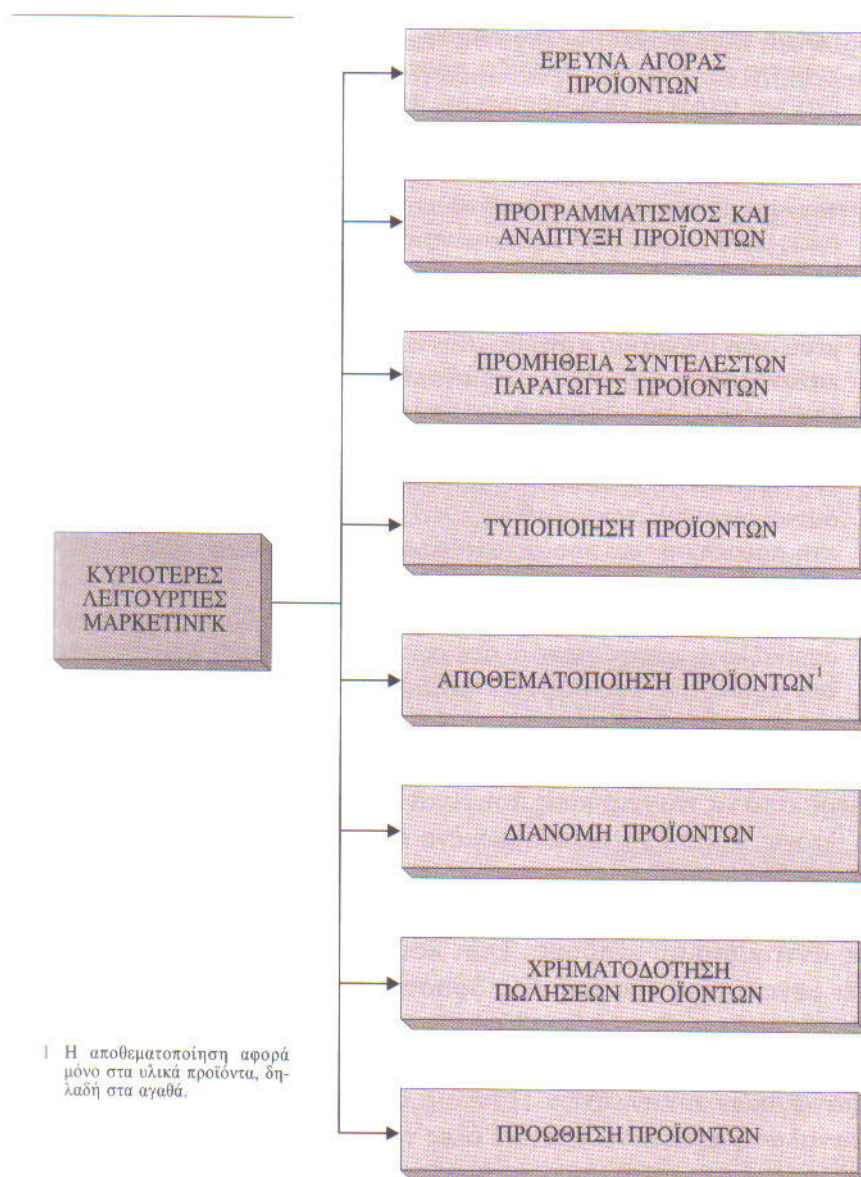 ΕΡΕΥΝΑ ΑΓΟΡΑΣ
ΠΡΟΪΟΝΤΩΝ
ΠΡΟΓΡΑΜΜΑΤΙΣΜΟΣ ΚΑΙ
ΑΝΑΠΤΥΞΗ ΠΡΟΪΟΝΤΩΝ
ΠΡΟΜΗΘΕΙΑ ΣΥΝΤΕΛΕΣΤΩΝ
ΠΑΡΑΓΩΓΗΣ ΠΡΟΪΟΝΤΩΝ
ΤΥΠΟΠΟΙΗΣΗ ΠΡΟΪΟΝΤΩΝ
ΚΥΡΙΟΤΕΡΕΣ
ΛΕΙΤΟΥΡΓΙΕΣ
ΜΑΡΚΕΤΙΝΓΚ
ΑΠΟΘΕΜΑΤΟΠΟΙΗΣΗ ΠΡΟΪΟΝΤΩΝ¹
ΔΙΑΝΟΜΗ ΠΡΟΪΟΝΤΩΝ
ΧΡΗΜΑΤΟΔΟΤΗΣΗ
ΠΩΛΗΣΕΩΝ ΠΡΟΪΟΝΤΩΝ
ΠΡΟΩΘΗΣΗ ΠΡΟΪΟΝΤΩΝ
1 Η αποθεματοποίηση αφορά
μόνο στα υλικά προϊόντα, δη-
λαδή στα αγαθά.